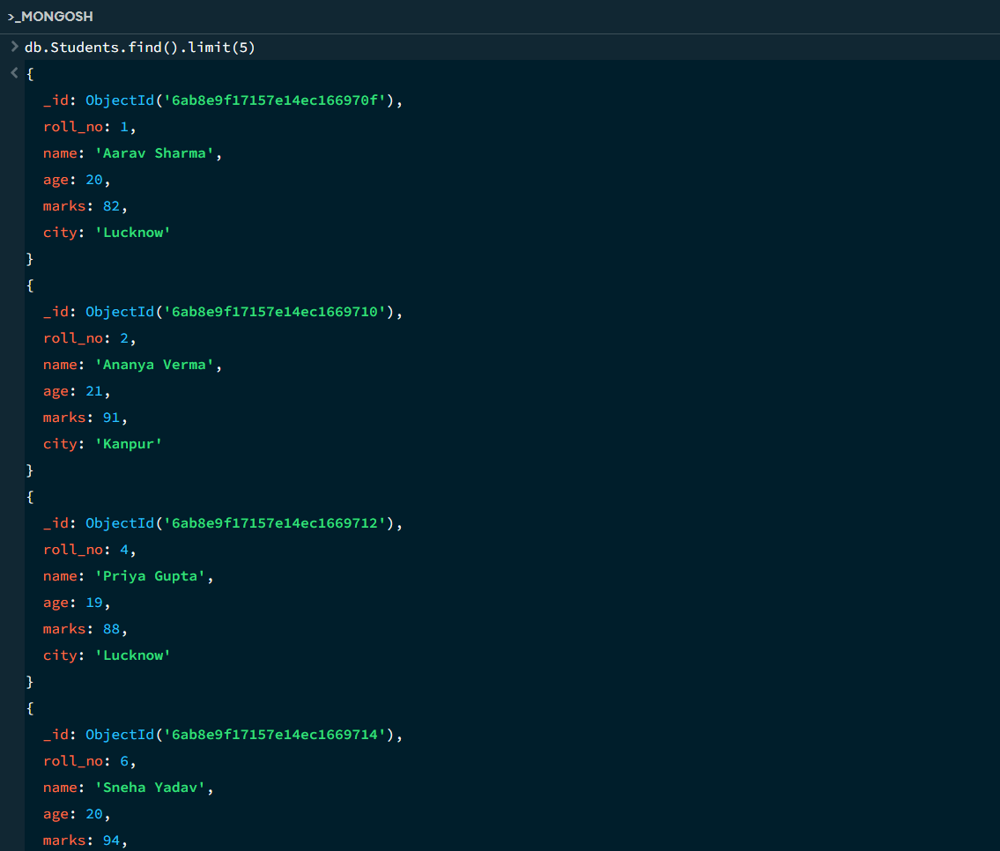 >_MONGOSH
> db.Students.find().limit(5)
< {
_id: ObjectId('6ab8e9f17157e14ec166970f'),
roll_no: 1,
name: 'Aarav Sharma',
age: 20,
marks: 82,
city: 'Lucknow'
}
{
_id: ObjectId('6ab8e9f17157e14ec1669710'),
roll_no: 2,
name: 'Ananya Verma',
age: 21,
marks: 91,
city: 'Kanpur'
}
{
_id: ObjectId('6ab8e9f17157e14ec1669712'),
roll_no: 4,
name: 'Priya Gupta',
age: 19,
marks: 88,
city: 'Lucknow'
}
{
_id: ObjectId('6ab8e9f17157e14ec1669714'),
roll_no: 6,
name: 'Sneha Yadav',
age: 20,
marks: 94,